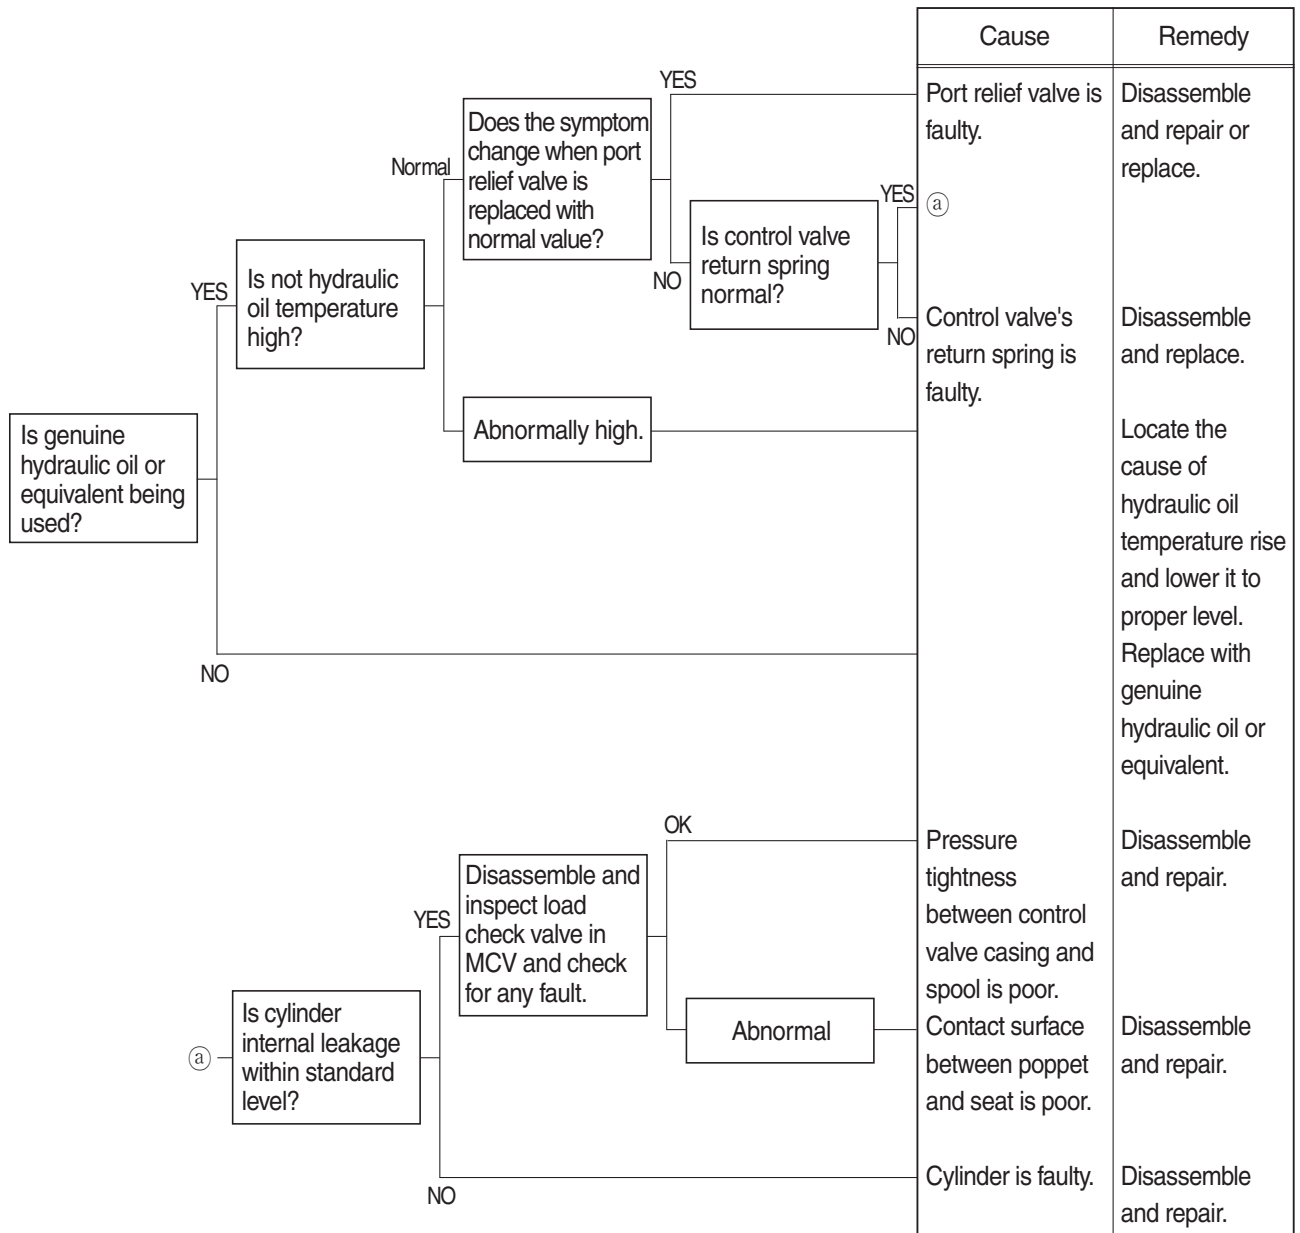 Cause
Remedy
YES
Port relief valve is
faulty.
Disassemble
and repair or
replace.
Does the symptom
change when port
relief valve is
replaced with
normal value?
Normal
YES
ⓐ
Is control valve
return spring
normal?
NO
NO
Control valve's
return spring is
faulty.
Disassemble
and replace.
YES
Is not hydraulic
oil temperature
high?
Abnormally high.
Locate the
cause of
hydraulic oil
temperature rise
and lower it to
proper level.
Is genuine
hydraulic oil or
equivalent being
used?
NO
Replace with
genuine
hydraulic oil or
equivalent.
OK
Pressure
tightness
between control
valve casing and
spool is poor.
Disassemble
and repair.
YES
Disassemble and
inspect load
check valve in
MCV and check
for any fault.
Abnormal
Contact surface
between poppet
and seat is poor.
Disassemble
and repair.
ⓐ
Is cylinder
internal leakage
within standard
level?
NO
Cylinder is faulty.
Disassemble
and repair.